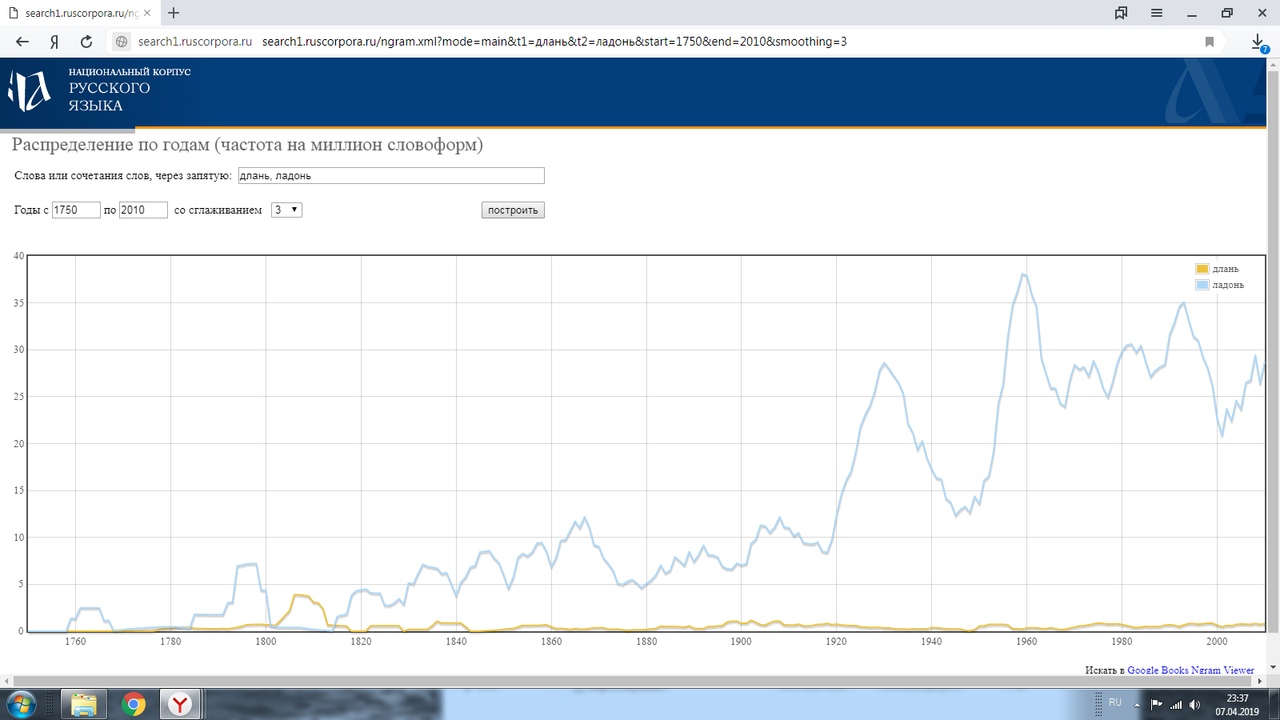 search1.ruscorpora.ru/ng
search1.ruscorpora.ru search1.ruscorpora.ru/ngram.xml?mode=main&t1=длань&t2=ладонь&start=1750&end=2010&smoothing=3
7
НАЦИОНАЛЬНЫЙ КОРПУС
РУССКОГО
ЯЗЫКА
Распределение по годам (частота на миллион словоформ)
Слова или сочетания слов, через запятую: длань, ладонь
Годы с 1750 по 2010 со сглаживанием 3 построить
40
35
30
25
20
15
10
5
0
длань
ладонь
1760 1780 1800 1820 1840 1860 1880 1900 1920 1940 1960 1980 2000
Искать в Google Books Ngram Viewer
RU
23:37
07.04.2019